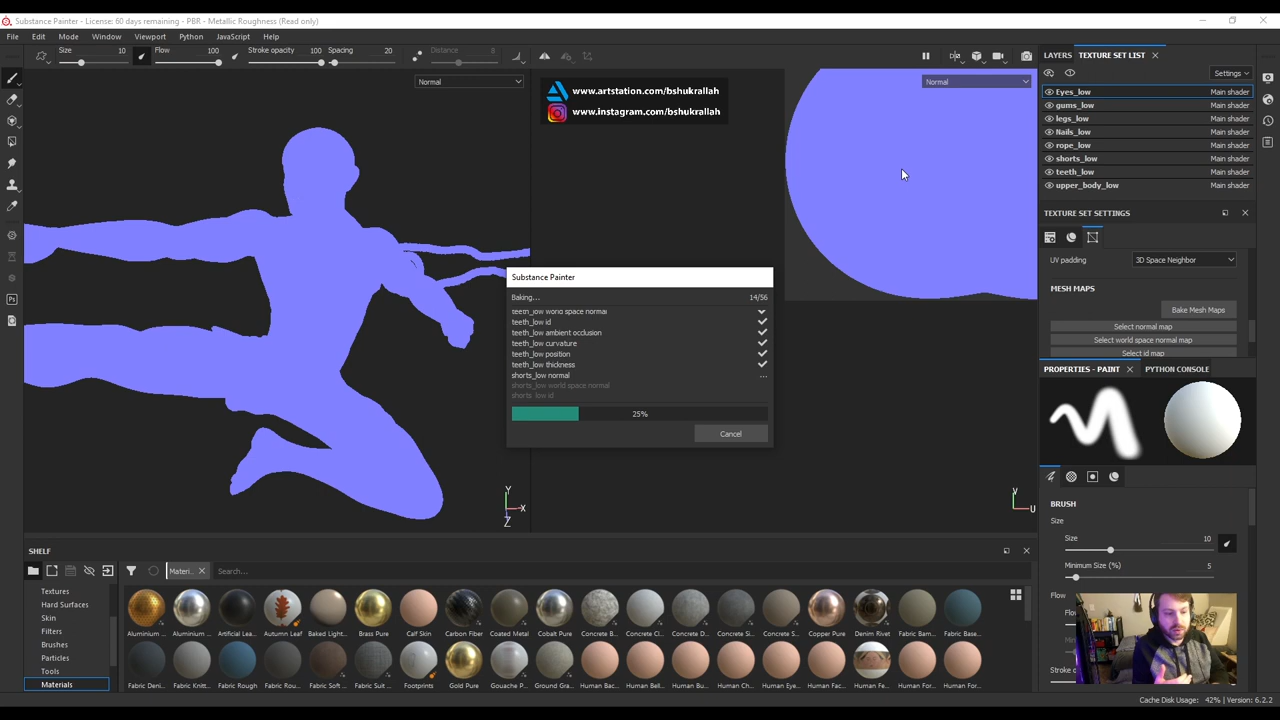 Substance Painter - License: 60 days remaining - PBR - Metallic Roughness (Read only)
File Edit Mode Window Viewport Python JavaScript Help
Size 10 Flow 100 Stroke opacity 100 Spacing 20 Distance 8
Normal
www.artstation.com/bshukrallah
www.instagram.com/bshukrallah
Normal
Substance Painter
Baking... 14/56
teeth_low world space normal
teeth_low id
teeth_low ambient occlusion
teeth_low curvature
teeth_low position
teeth_low thickness
shorts_low normal ...
shorts_low world space normal
shorts_low id
25%
Cancel
Y
X
Z
V
U
LAYERS TEXTURE SET LIST
Settings
Eyes_low Main shader
gums_low Main shader
legs_low Main shader
Nails_low Main shader
rope_low Main shader
shorts_low Main shader
teeth_low Main shader
upper_body_low Main shader
TEXTURE SET SETTINGS
UV padding 3D Space Neighbor
MESH MAPS
Bake Mesh Maps
Select normal map
Select world space normal map
Select id map
PROPERTIES - PAINT PYTHON CONSOLE
BRUSH
Size
Size 10
Minimum Size (%) 5
Flow
Flo
Stroke o
SHELF
Materi... Search...
Textures
Hard Surfaces
Skin
Filters
Brushes
Particles
Tools
Materials
Aluminium ... Aluminium ... Artificial Lea... Autumn Leaf Baked Light... Brass Pure Calf Skin Carbon Fiber Coated Metal Cobalt Pure Concrete B... Concrete Cl... Concrete D... Concrete Si... Concrete S... Copper Pure Denim Rivet Fabric Bam... Fabric Base...
Fabric Deni... Fabric Knitt... Fabric Rough Fabric Rou... Fabric Soft ... Fabric Suit ... Footprints Gold Pure Gouache P... Ground Gra... Human Bac... Human Bell... Human Bu... Human Ch... Human Eye... Human Fac... Human Fe... Human For... Human For...
Cache Disk Usage: 42% | Version: 6.2.2
Ps